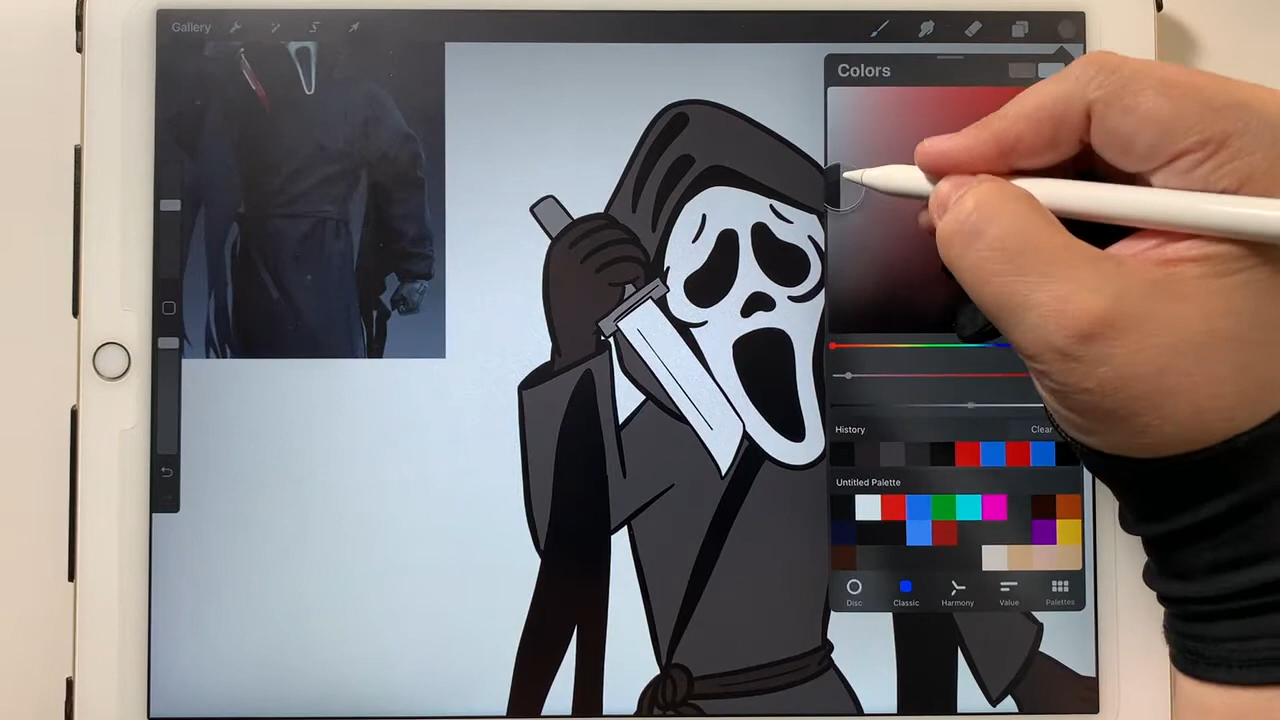 Gallery
Colors
History Clear
Untitled Palette
Disc Classic Harmony Value Palettes